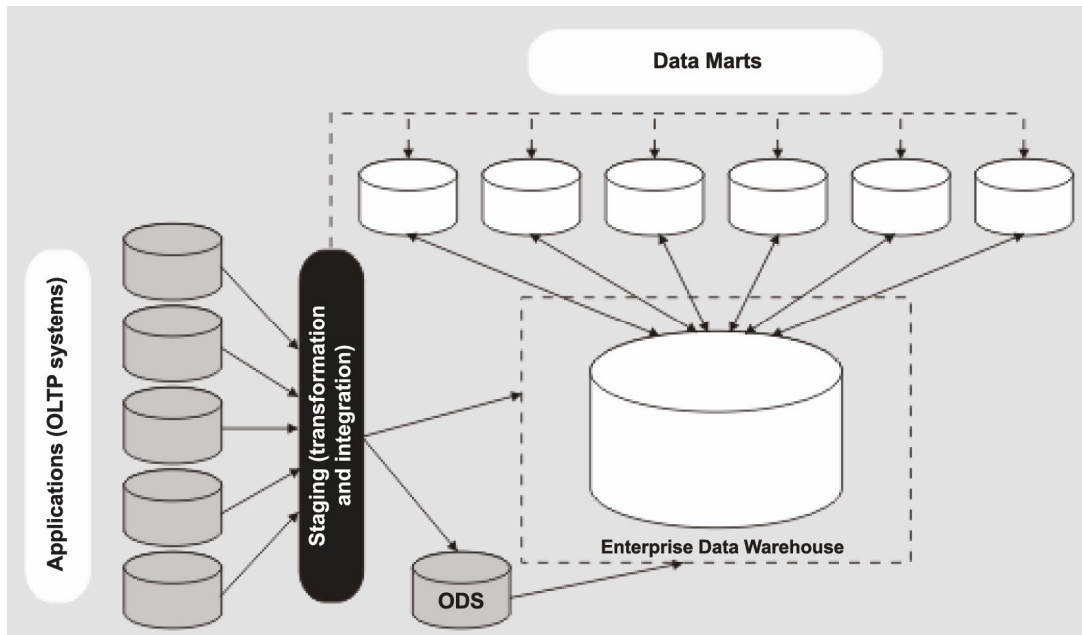 Data Marts
Applications (OLTP systems)
Staging (transformation
and integration)
Enterprise Data Warehouse
ODS